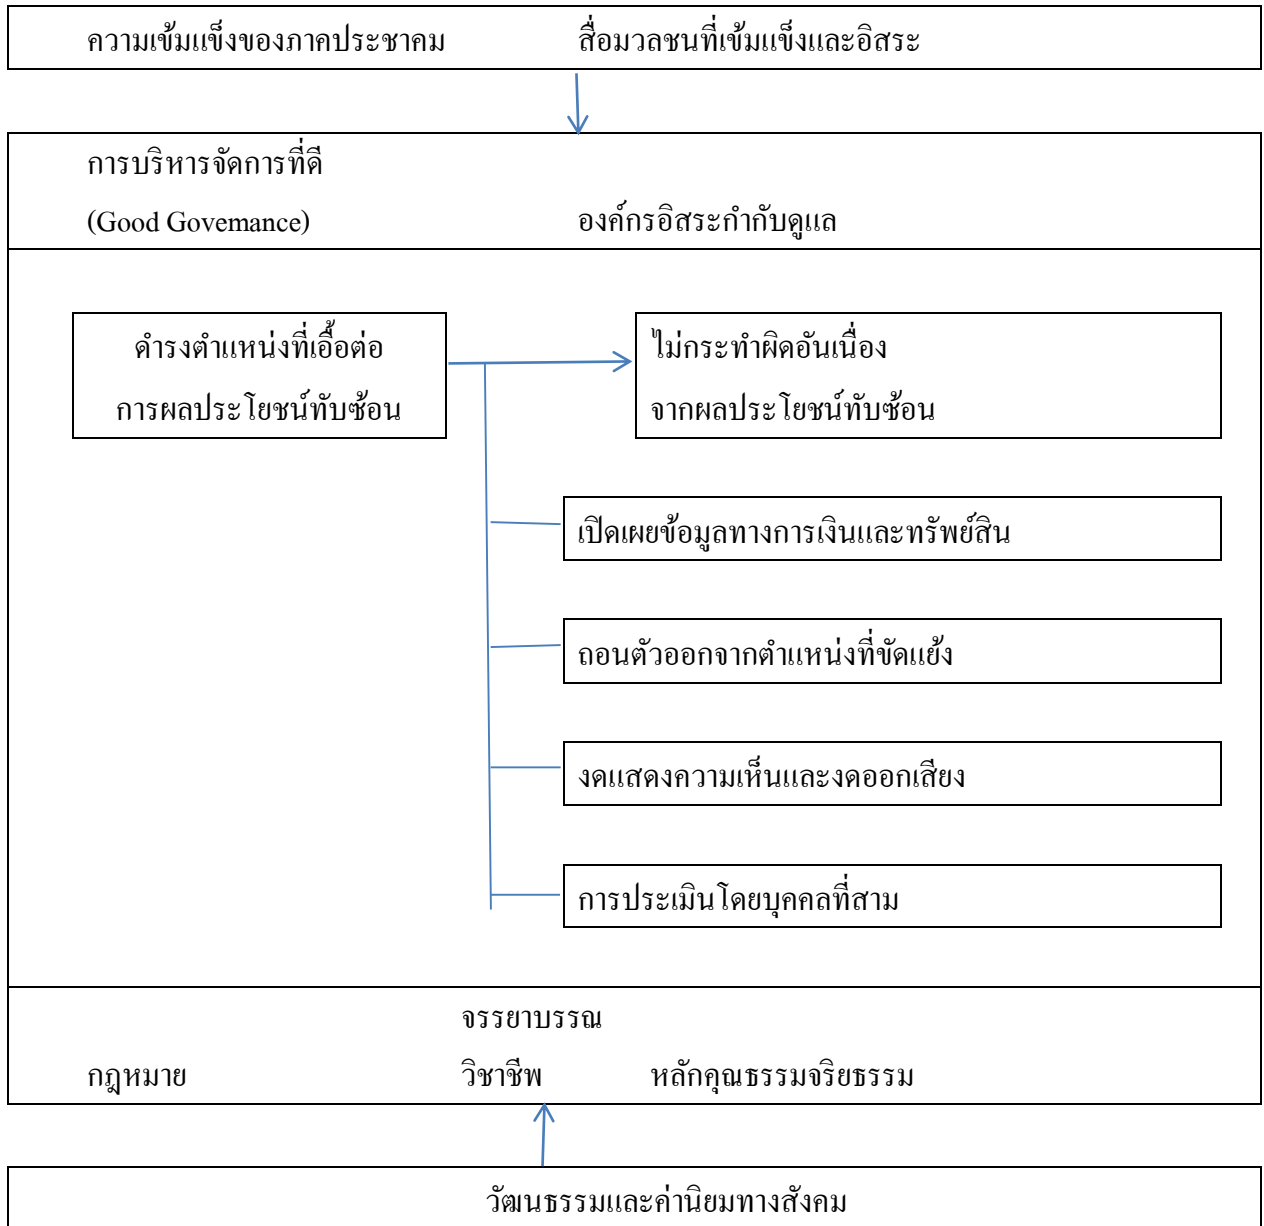 ความเข้มแข็งของภาคประชาคม สื่อมวลชนที่เข้มแข็งและอิสระ
การบริหารจัดการที่ดี
(Good Govemance) องค์กรอิสระกำกับดูแล
ดำรงตำแหน่งที่เอื้อต่อ
การผลประโยชน์ทับซ้อน
ไม่กระทำผิดอันเนื่อง
จากผลประโยชน์ทับซ้อน
เปิดเผยข้อมูลทางการเงินและทรัพย์สิน
ถอนตัวออกจากตำแหน่งที่ขัดแย้ง
งดแสดงความเห็นและงดออกเสียง
การประเมินโดยบุคคลที่สาม
จรรยาบรรณ
กฎหมาย วิชาชีพ หลักคุณธรรมจริยธรรม
วัฒนธรรมและค่านิยมทางสังคม